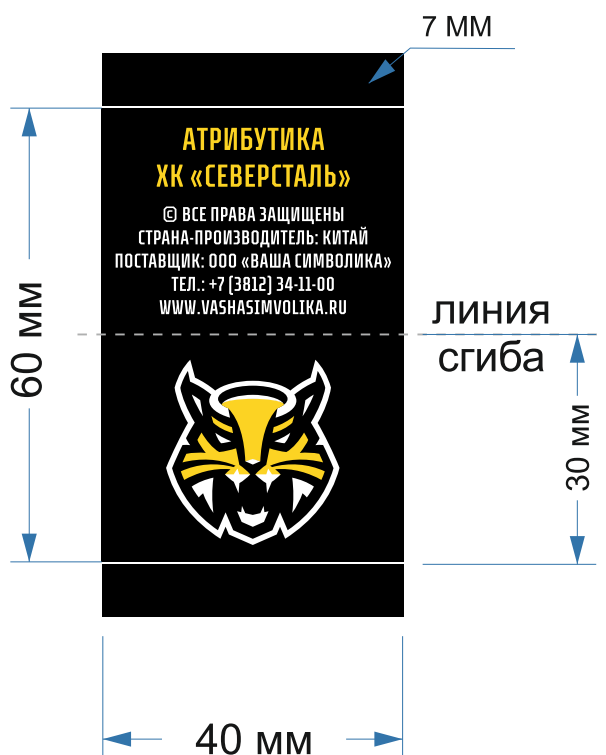 7 ММ
АТРИБУТИКА
ХК «СЕВЕРСТАЛЬ»
© ВСЕ ПРАВА ЗАЩИЩЕНЫ
СТРАНА-ПРОИЗВОДИТЕЛЬ: КИТАЙ
ПОСТАВЩИК: ООО «ВАША СИМВОЛИКА»
ТЕЛ.: +7 (3812) 34-11-00
WWW.VASHASIMVOLIKA.RU
60 мм
линия
сгиба
30 мм
40 мм